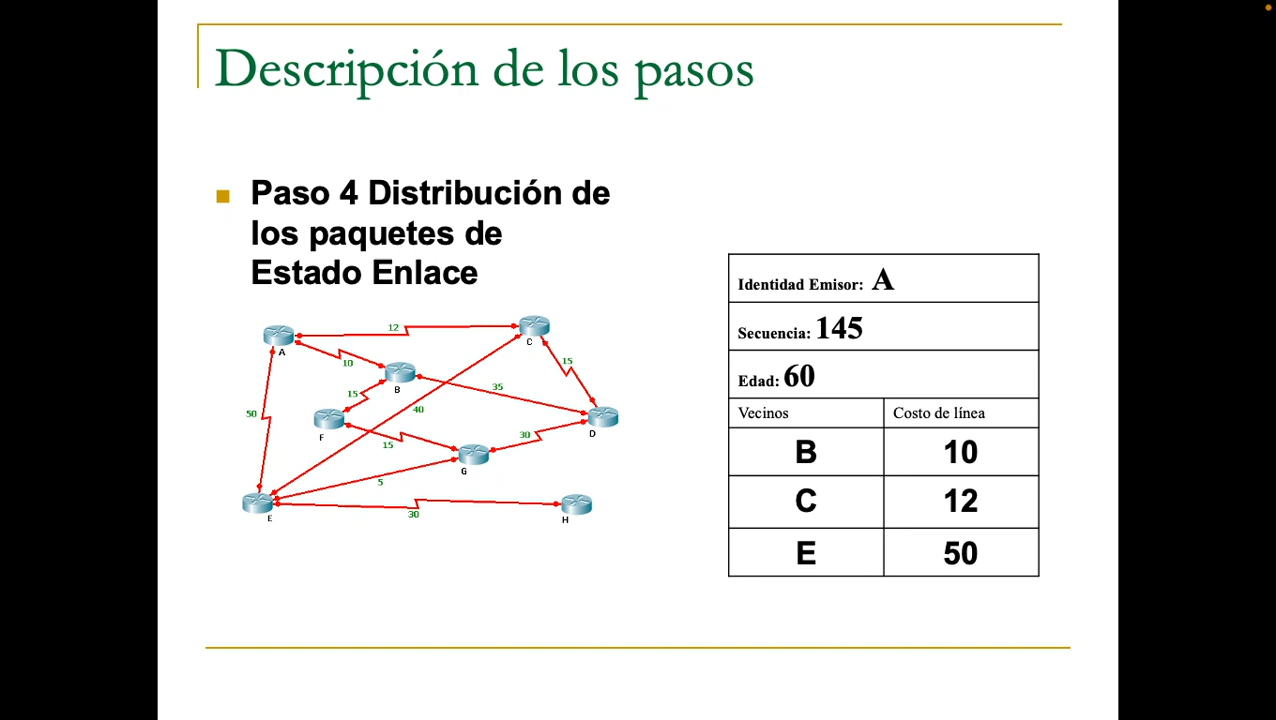 Descripción de los pasos
Paso 4 Distribución de
los paquetes de
Estado Enlace
12
A
C
10
15
B
15
35
50
40
F
D
30
15
G
5
E
30
H
Identidad Emisor: A
Secuencia: 145
Edad: 60
Vecinos Costo de línea
B 10
C 12
E 50